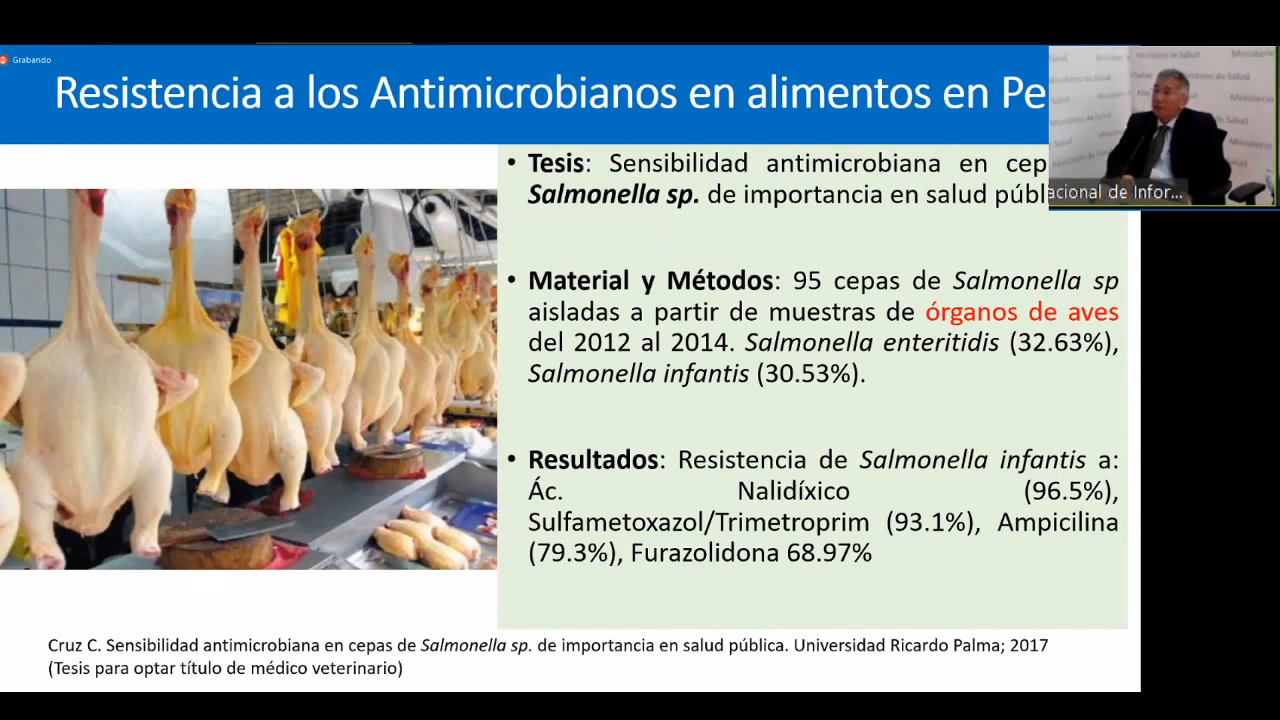 Grabando
Resistencia a los Antimicrobianos en alimentos en Pe
• Tesis: Sensibilidad antimicrobiana en cep
Salmonella sp. de importancia en salud públ
acional de Infor...
• Material y Métodos: 95 cepas de Salmonella sp
aisladas a partir de muestras de órganos de aves
del 2012 al 2014. Salmonella enteritidis (32.63%),
Salmonella infantis (30.53%).
• Resultados: Resistencia de Salmonella infantis a:
Ác. Nalidíxico (96.5%),
Sulfametoxazol/Trimetroprim (93.1%), Ampicilina
(79.3%), Furazolidona 68.97%
Cruz C. Sensibilidad antimicrobiana en cepas de Salmonella sp. de importancia en salud pública. Universidad Ricardo Palma; 2017
(Tesis para optar título de médico veterinario)